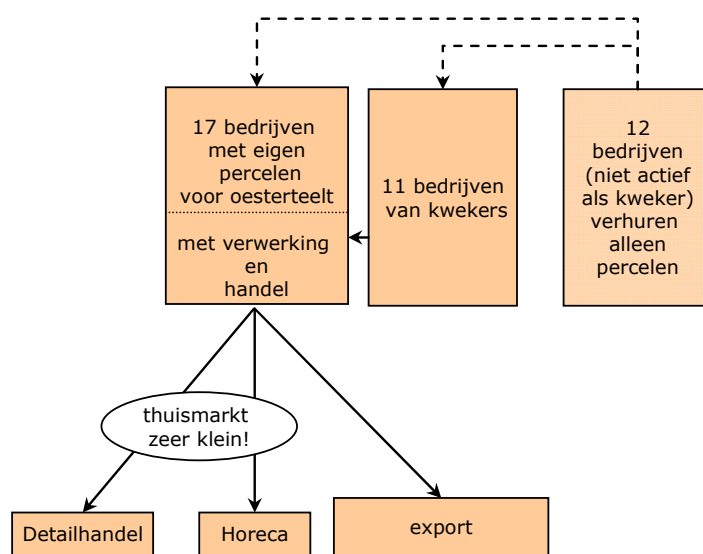 17 bedrijven
met eigen
percelen
voor oesterteelt
met verwerking
en
handel
11 bedrijven
van kwekers
12
bedrijven
(niet actief
als kweker)
verhuren
alleen
percelen
thuismarkt
zeer klein!
Detailhandel
Horeca
export